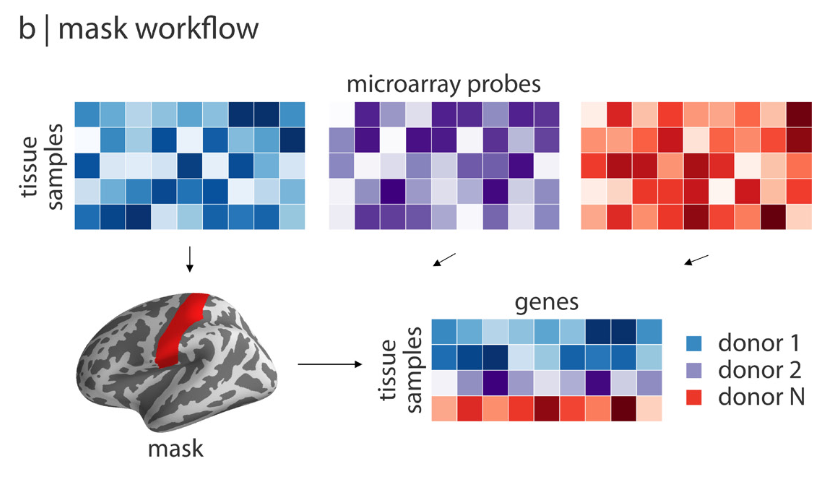 b | mask workflow
microarray probes
tissue
samples
genes
tissue
samples
donor 1
donor 2
donor N
mask